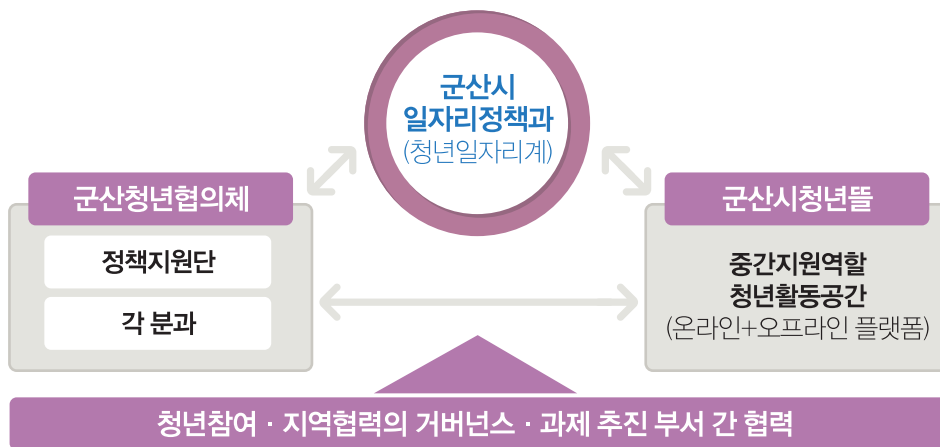 군산시
일자리정책과
(청년일자리계)
군산청년협의체
정책지원단
각 분과
군산시청년뜰
중간지원역할
청년활동공간
(온라인+오프라인 플랫폼)
청년참여 · 지역협력의 거버넌스 · 과제 추진 부서 간 협력